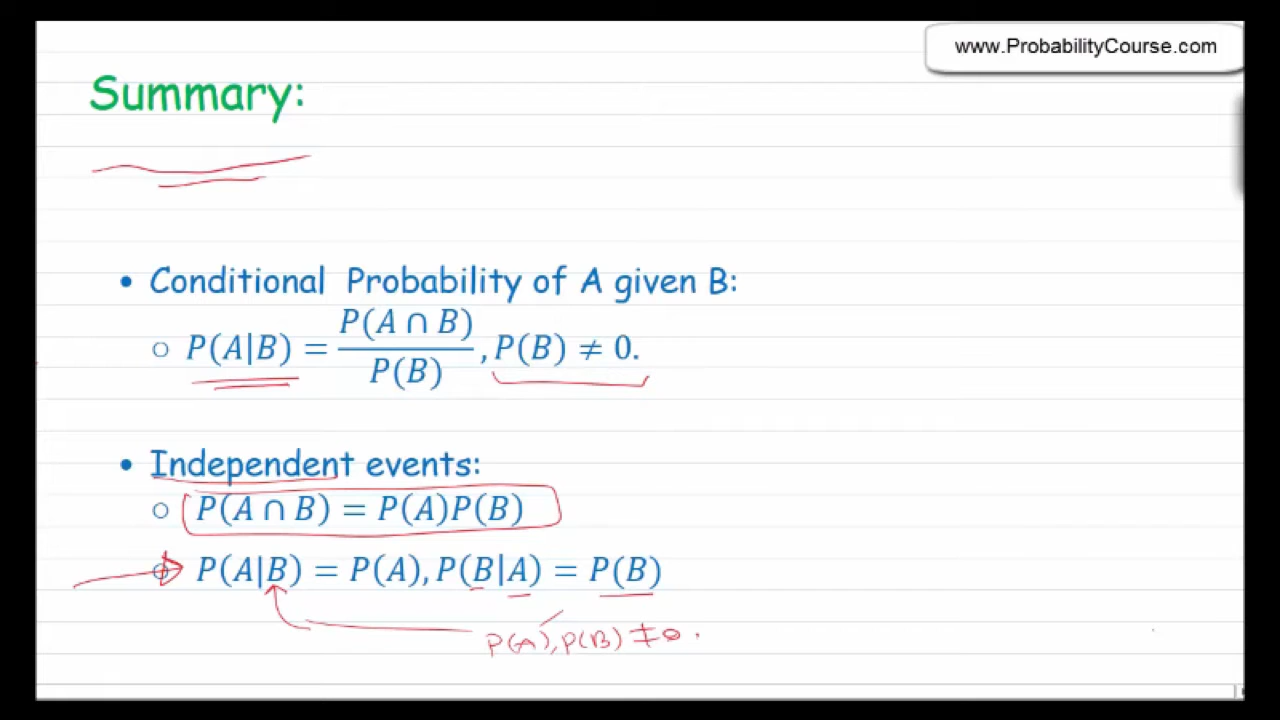 www.ProbabilityCourse.com
Summary:
• Conditional Probability of A given B:
○ P(A|B) = P(A ∩ B) / P(B) , P(B) ≠ 0.
• Independent events:
○ P(A ∩ B) = P(A)P(B)
○ P(A|B) = P(A), P(B|A) = P(B)
P(A), P(B) ≠ 0.